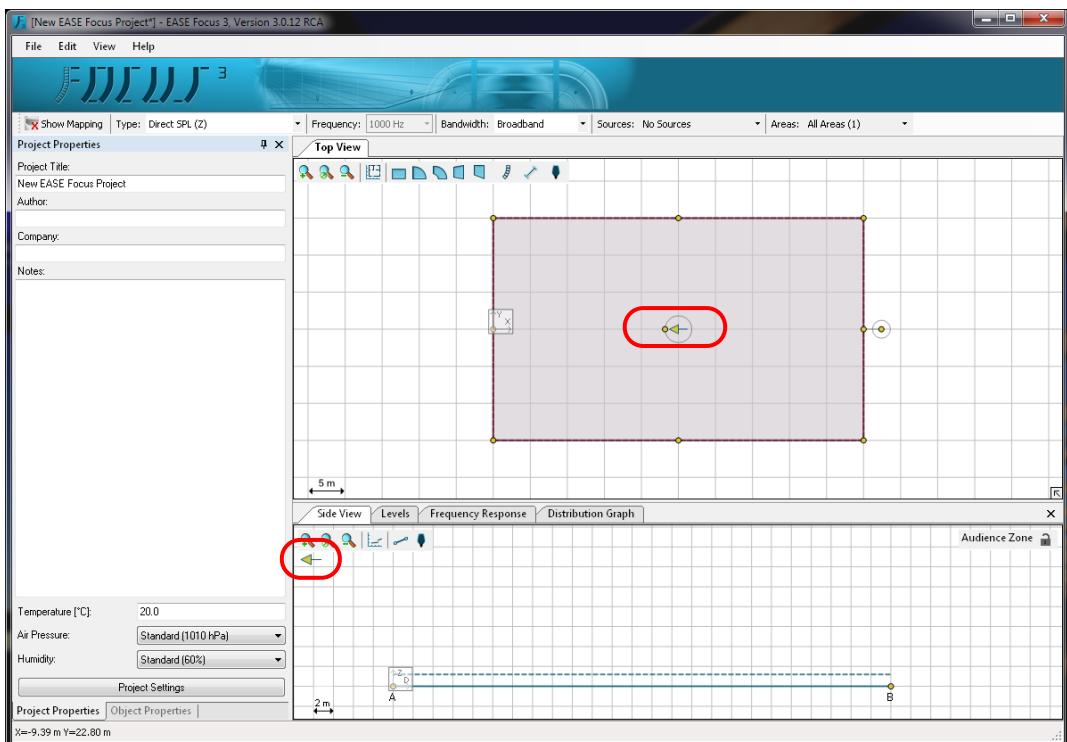 [New EASE Focus Project*] - EASE Focus 3, Version 3.0.12 RCA
File Edit View Help
FOCUS 3
Show Mapping Type: Direct SPL (Z) Frequency: 1000 Hz Bandwidth: Broadband Sources: No Sources Areas: All Areas (1)
Project Properties
Top View
Project Title:
New EASE Focus Project
Author:
Company:
Notes:
Y
X
5 m
Side View Levels Frequency Response Distribution Graph
Audience Zone
Temperature [°C]: 20.0
Air Pressure: Standard (1010 hPa)
Humidity: Standard (60%)
Project Settings
Z
D
A
B
2 m
Project Properties Object Properties
X=-9.39 m Y=22.80 m